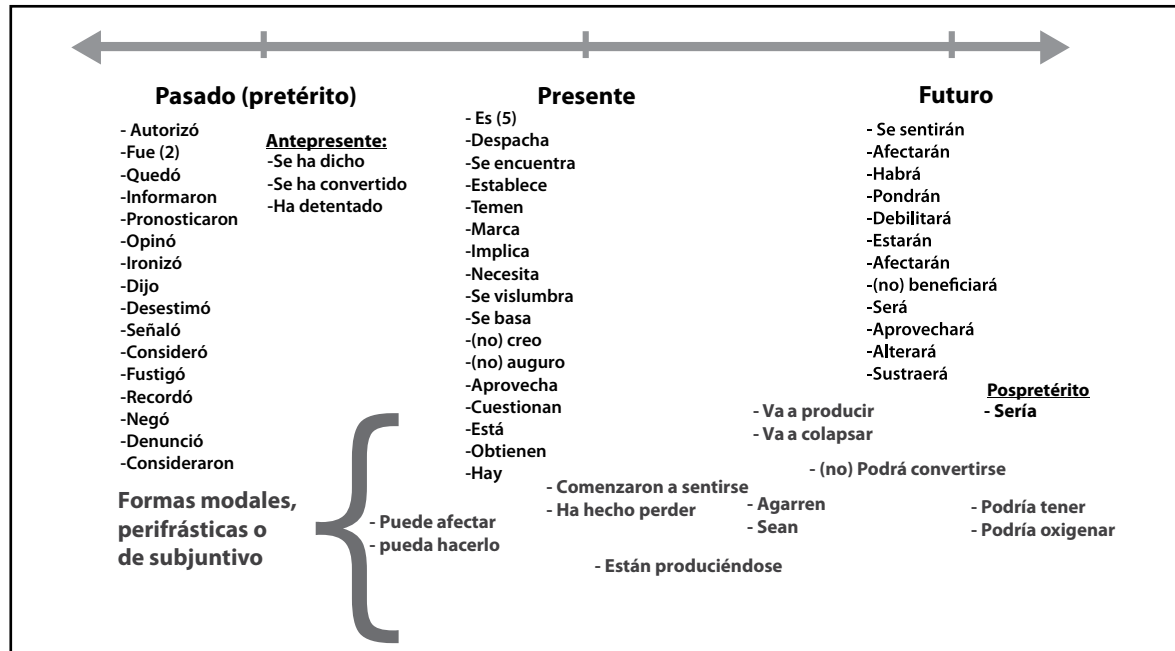 Pasado (pretérito)
- Autorizó
-Fue (2)
-Quedó
-Informaron
-Pronosticaron
-Opinó
-Ironizó
-Dijo
-Desestimó
-Señaló
-Consideró
-Fustigó
-Recordó
-Negó
-Denunció
-Consideraron
Antepresente:
-Se ha dicho
-Se ha convertido
-Ha detentado
Presente
- Es (5)
-Despacha
-Se encuentra
-Establece
-Temen
-Marca
-Implica
-Necesita
-Se vislumbra
-Se basa
-(no) creo
-(no) auguro
-Aprovecha
-Cuestionan
-Está
-Obtienen
-Hay
Futuro
- Se sentirán
-Afectarán
-Habrá
-Pondrán
-Debilitará
-Estarán
-Afectarán
-(no) beneficiará
-Será
-Aprovechará
-Alterará
-Sustraerá
Pospretérito
- Sería
Formas modales,
perifrásticas o
de subjuntivo
- Puede afectar
- pueda hacerlo
- Comenzaron a sentirse
- Ha hecho perder
- Están produciéndose
- Va a producir
- Va a colapsar
- (no) Podrá convertirse
- Agarren
- Sean
- Podría tener
- Podría oxigenar